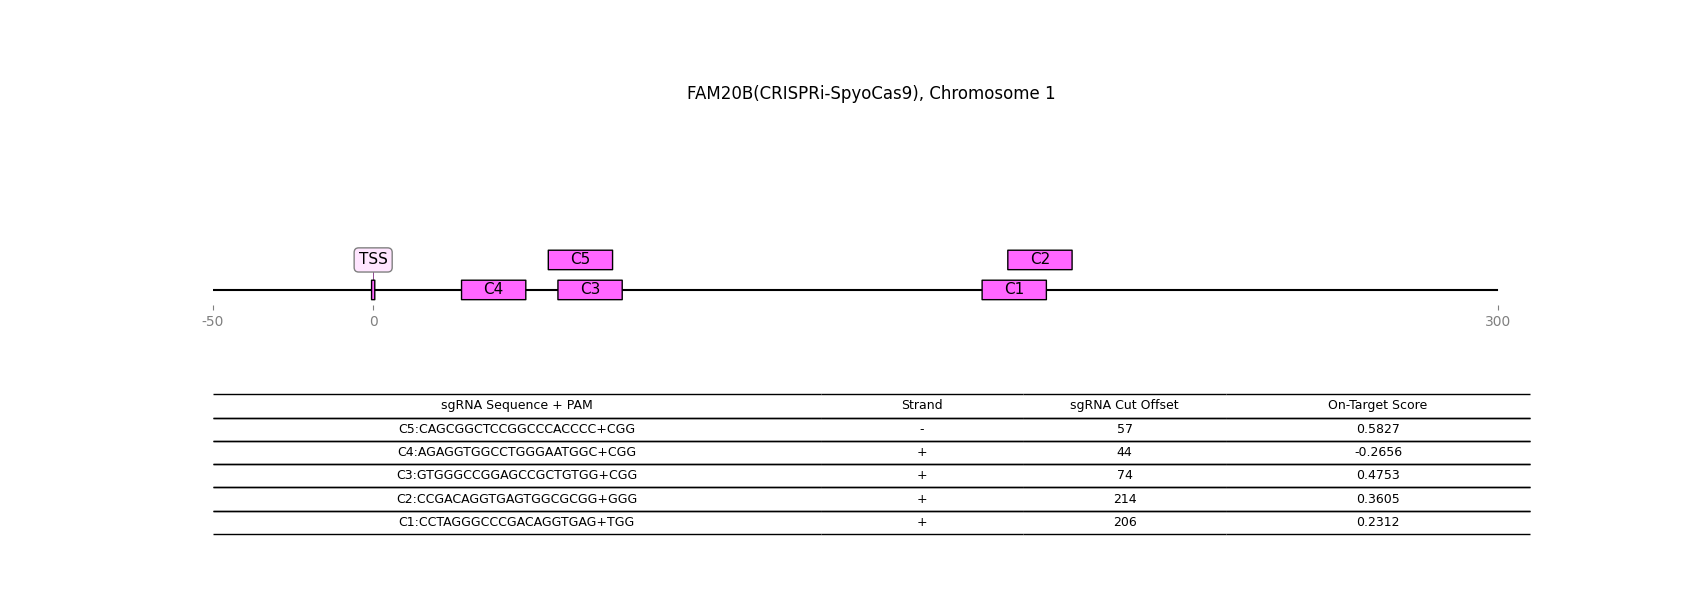 FAM20B(CRISPRi-SpyoCas9), Chromosome 1
TSS C5 C2
C4 C3 C1
-50 0 300
sgRNA Sequence + PAM Strand sgRNA Cut Offset On-Target Score
C5:CAGCGGCTCCGGCCCACCCC+CGG - 57 0.5827
C4:AGAGGTGGCCTGGGAATGGC+CGG + 44 -0.2656
C3:GTGGGCCGGAGCCGCTGTGG+CGG + 74 0.4753
C2:CCGACAGGTGAGTGGCGCGG+GGG + 214 0.3605
C1:CCTAGGGCCCGACAGGTGAG+TGG + 206 0.2312